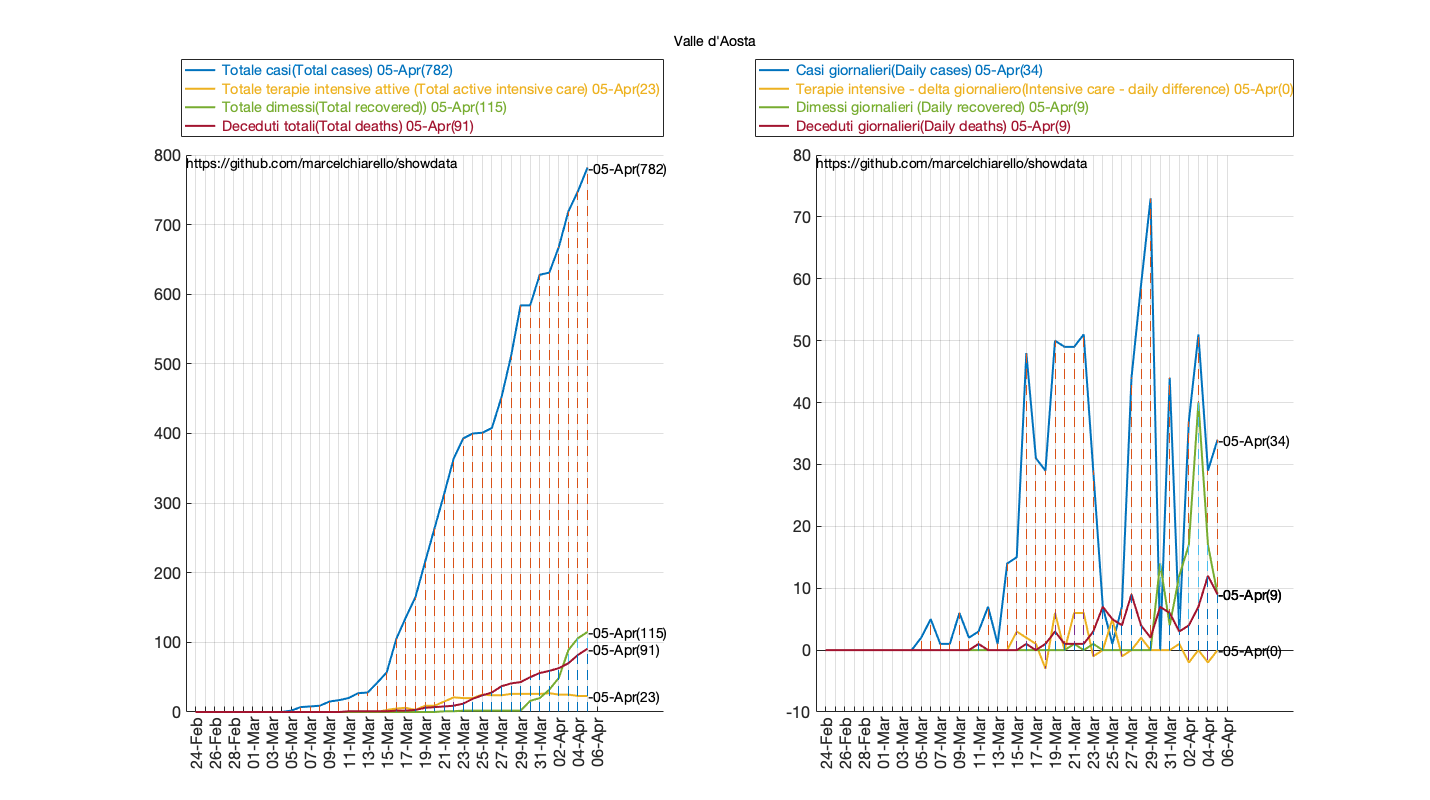 Valle d'Aosta
Totale casi(Total cases) 05-Apr(782)
Totale terapie intensive attive (Total active intensive care) 05-Apr(23)
Totale dimessi(Total recovered)) 05-Apr(115)
Deceduti totali(Total deaths) 05-Apr(91)
https://github.com/marcelchiarello/showdata
800
700
600
500
400
300
200
100
0
-05-Apr(782)
-05-Apr(115)
-05-Apr(91)
-05-Apr(23)
24-Feb
26-Feb
28-Feb
01-Mar
03-Mar
05-Mar
07-Mar
09-Mar
11-Mar
13-Mar
15-Mar
17-Mar
19-Mar
21-Mar
23-Mar
25-Mar
27-Mar
29-Mar
31-Mar
02-Apr
04-Apr
06-Apr
Casi giornalieri(Daily cases) 05-Apr(34)
Terapie intensive - delta giornaliero(Intensive care - daily difference) 05-Apr(0)
Dimessi giornalieri (Daily recovered) 05-Apr(9)
Deceduti giornalieri(Daily deaths) 05-Apr(9)
https://github.com/marcelchiarello/showdata
80
70
60
50
40
30
20
10
0
-10
-05-Apr(34)
-05-Apr(9)
-05-Apr(0)
24-Feb
26-Feb
28-Feb
01-Mar
03-Mar
05-Mar
07-Mar
09-Mar
11-Mar
13-Mar
15-Mar
17-Mar
19-Mar
21-Mar
23-Mar
25-Mar
27-Mar
29-Mar
31-Mar
02-Apr
04-Apr
06-Apr